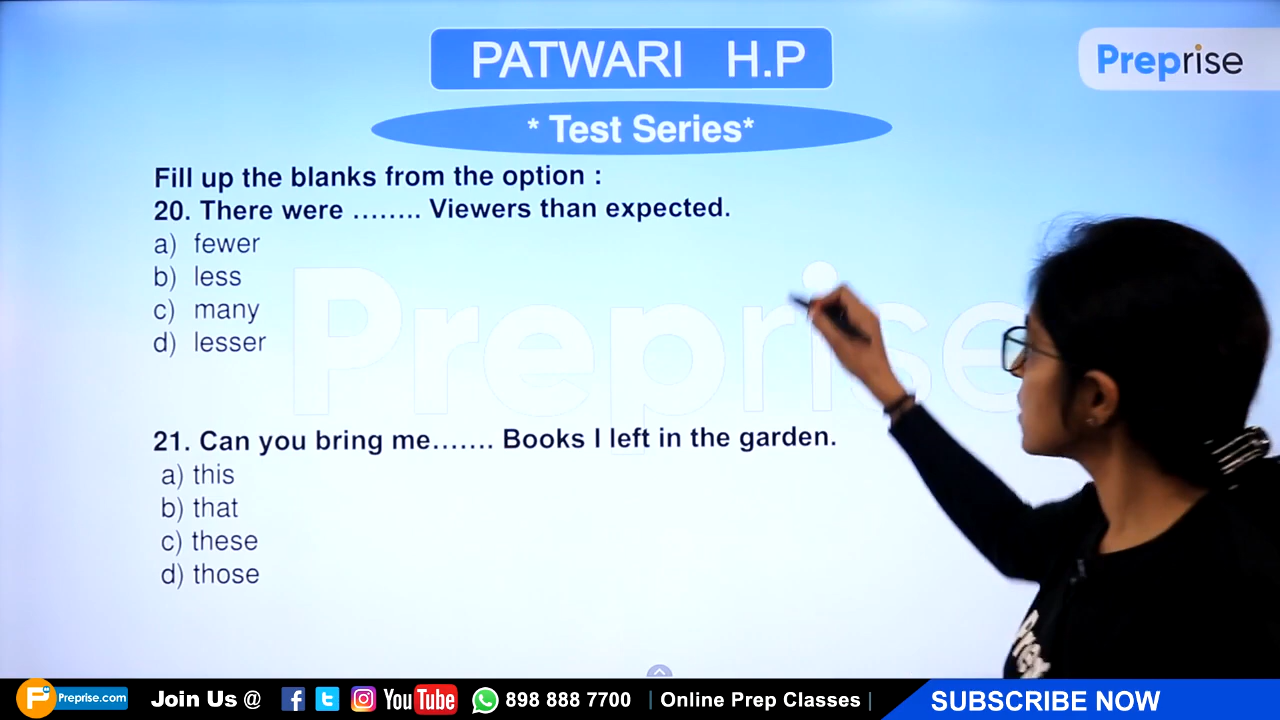 PATWARI H.P
Preprise
* Test Series*
Fill up the blanks from the option :
20. There were …….. Viewers than expected.
a) fewer
b) less
c) many
d) lesser
Preprise
21. Can you bring me……. Books I left in the garden.
a) this
b) that
c) these
d) those
Preprise.com Join Us @ f YouTube 898 888 7700 | Online Prep Classes | SUBSCRIBE NOW